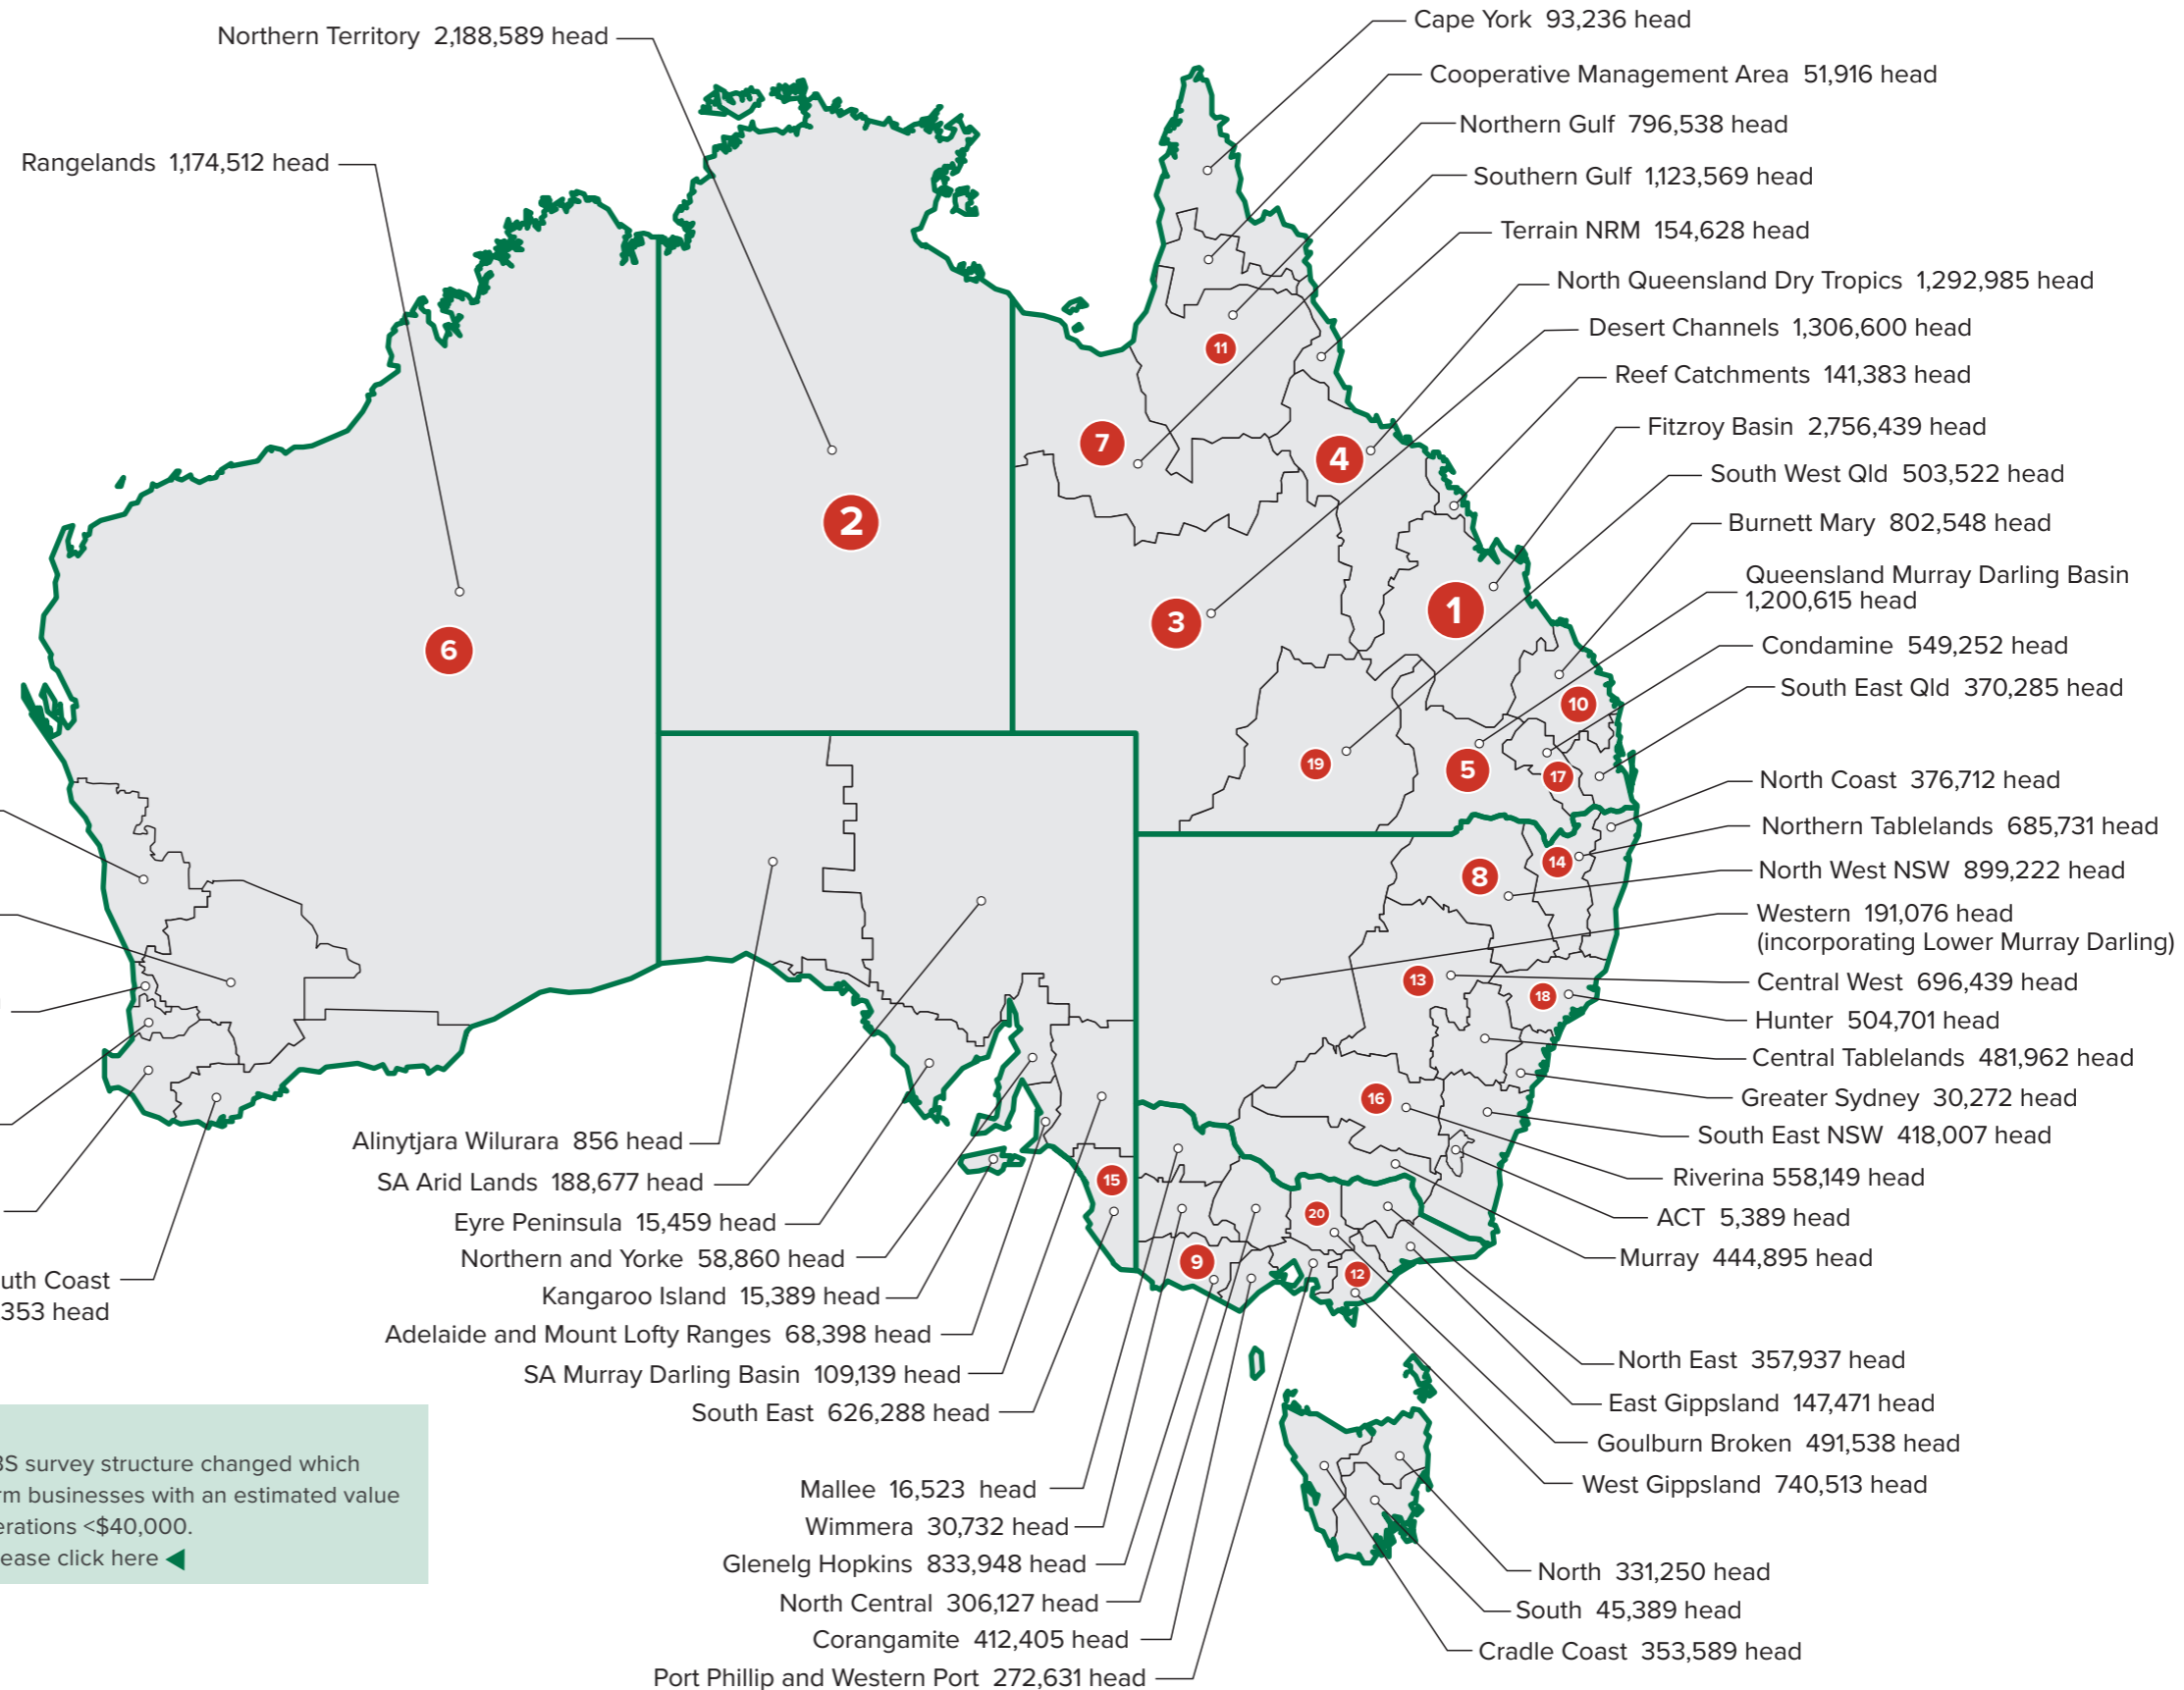 Northern Territory 2,188,589 head
Rangelands 1,174,512 head
Cape York 93,236 head
Cooperative Management Area 51,916 head
Northern Gulf 796,538 head
Southern Gulf 1,123,569 head
Terrain NRM 154,628 head
North Queensland Dry Tropics 1,292,985 head
Desert Channels 1,306,600 head
Reef Catchments 141,383 head
Fitzroy Basin 2,756,439 head
South West Qld 503,522 head
Burnett Mary 802,548 head
Queensland Murray Darling Basin
1,200,615 head
Condamine 549,252 head
South East Qld 370,285 head
North Coast 376,712 head
Northern Tablelands 685,731 head
North West NSW 899,222 head
Western 191,076 head
(incorporating Lower Murray Darling)
Central West 696,439 head
Hunter 504,701 head
Central Tablelands 481,962 head
Greater Sydney 30,272 head
South East NSW 418,007 head
Riverina 558,149 head
ACT 5,389 head
Murray 444,895 head
North East 357,937 head
East Gippsland 147,471 head
Goulburn Broken 491,538 head
West Gippsland 740,513 head
North 331,250 head
South 45,389 head
Cradle Coast 353,589 head
11
7
4
2
3
1
6
10
19
5
17
14
8
13
18
16
15
20
9
12
Alinytjara Wilurara 856 head
SA Arid Lands 188,677 head
Eyre Peninsula 15,459 head
Northern and Yorke 58,860 head
Kangaroo Island 15,389 head
Adelaide and Mount Lofty Ranges 68,398 head
SA Murray Darling Basin 109,139 head
South East 626,288 head
Mallee 16,523 head
Wimmera 30,732 head
Glenelg Hopkins 833,948 head
North Central 306,127 head
Corangamite 412,405 head
Port Phillip and Western Port 272,631 head
uth Coast
353 head
BS survey structure changed which
rm businesses with an estimated value
erations <$40,000.
ease click here